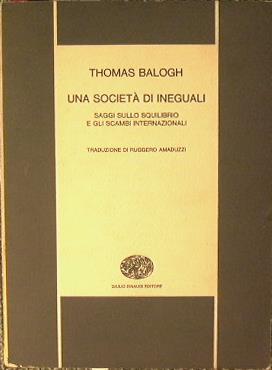 THOMAS BALOGH
UNA SOCIETÀ DI INEGUALI
SAGGI SULLO SQUILIBRIO
E GLI SCAMBI INTERNAZIONALI
TRADUZIONE DI RUGGERO AMADUZZI
GIULIO EINAUDI EDITORE